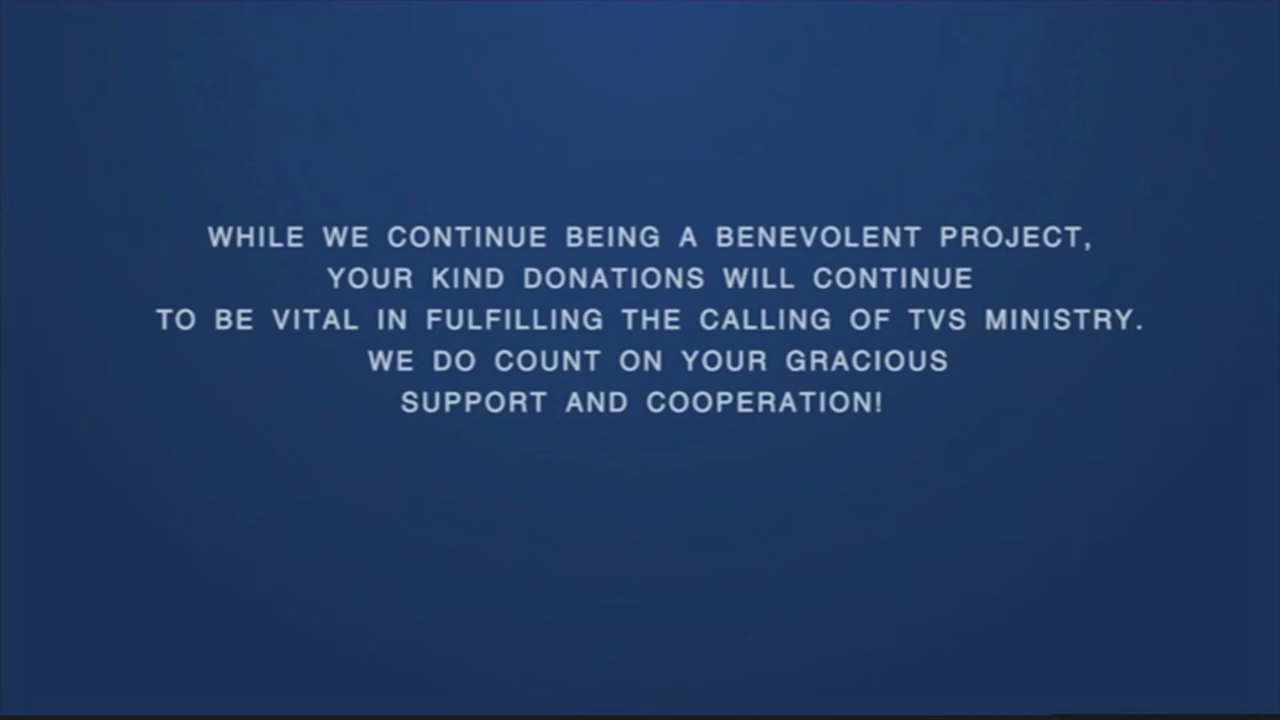 WHILE WE CONTINUE BEING A BENEVOLENT PROJECT,
YOUR KIND DONATIONS WILL CONTINUE
TO BE VITAL IN FULFILLING THE CALLING OF TVS MINISTRY.
WE DO COUNT ON YOUR GRACIOUS
SUPPORT AND COOPERATION!